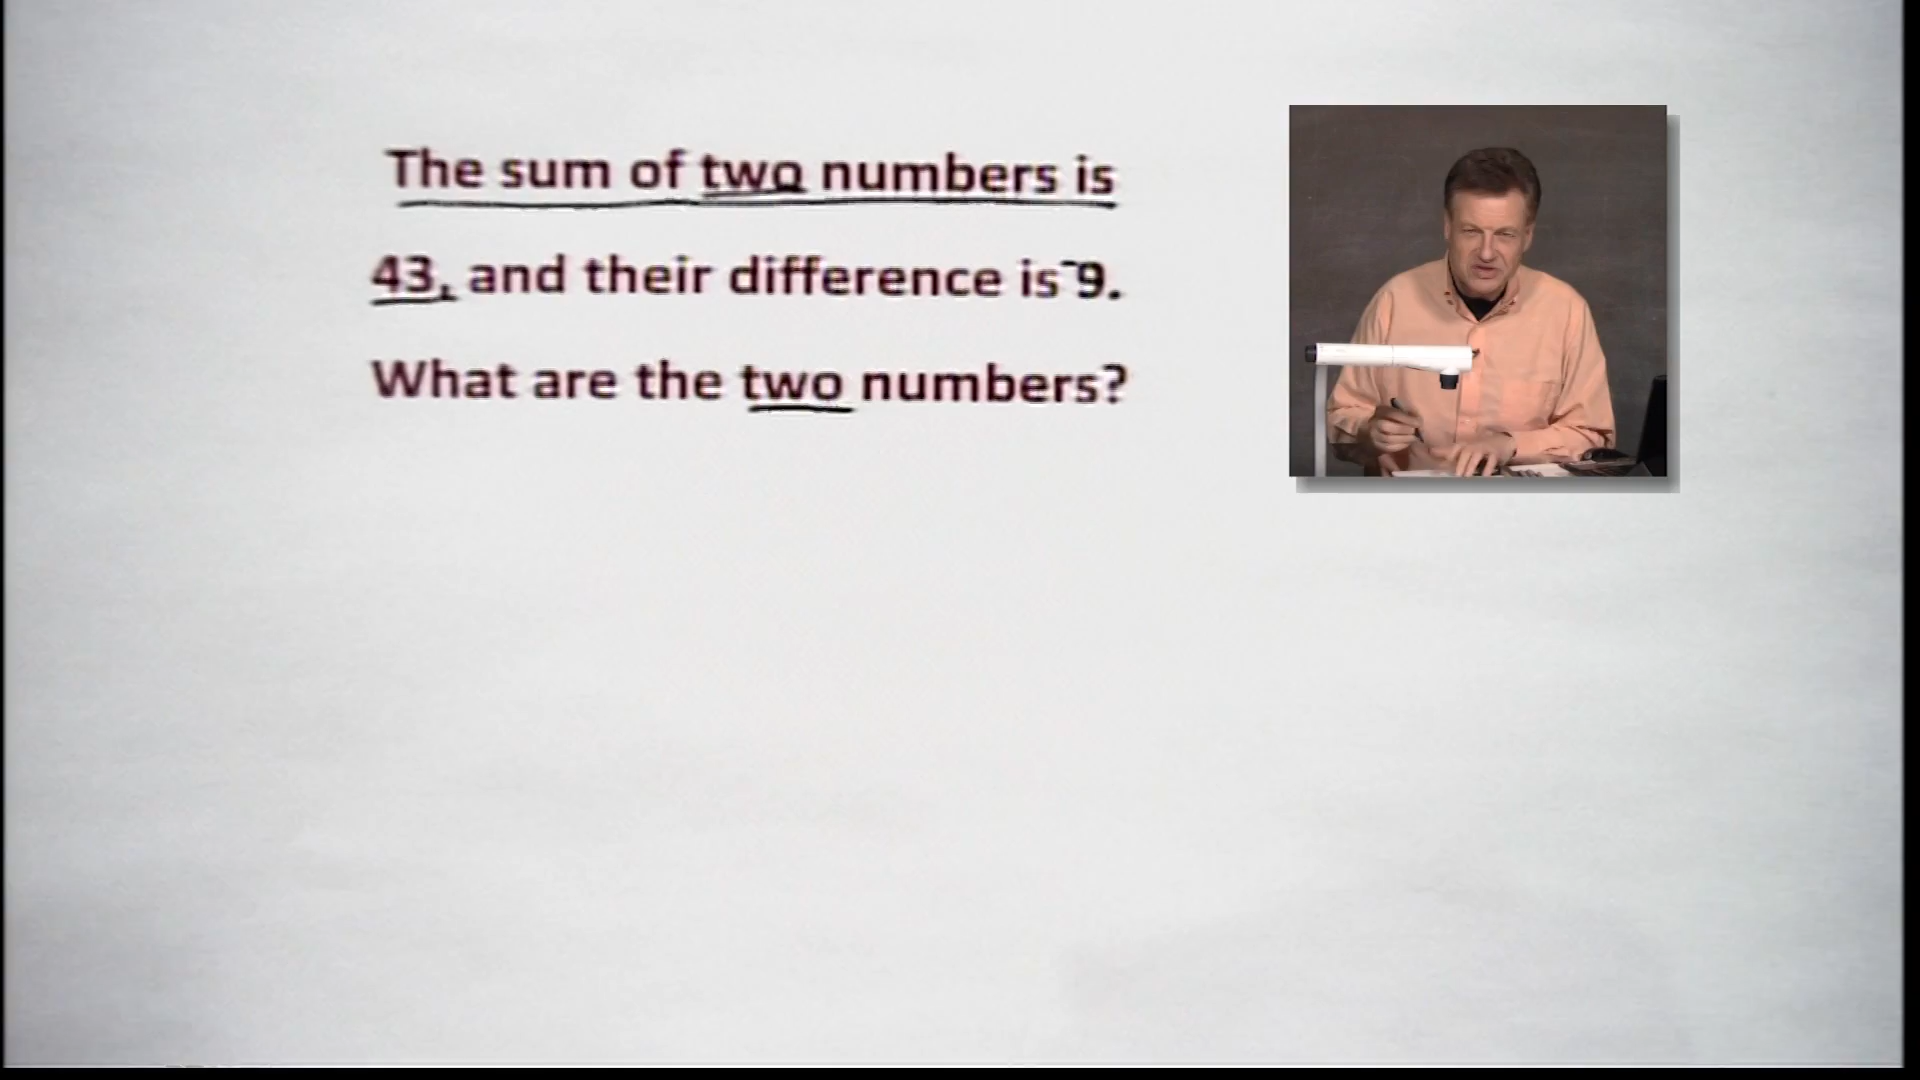 The sum of two numbers is
43, and their difference is ⁻9.
What are the two numbers?